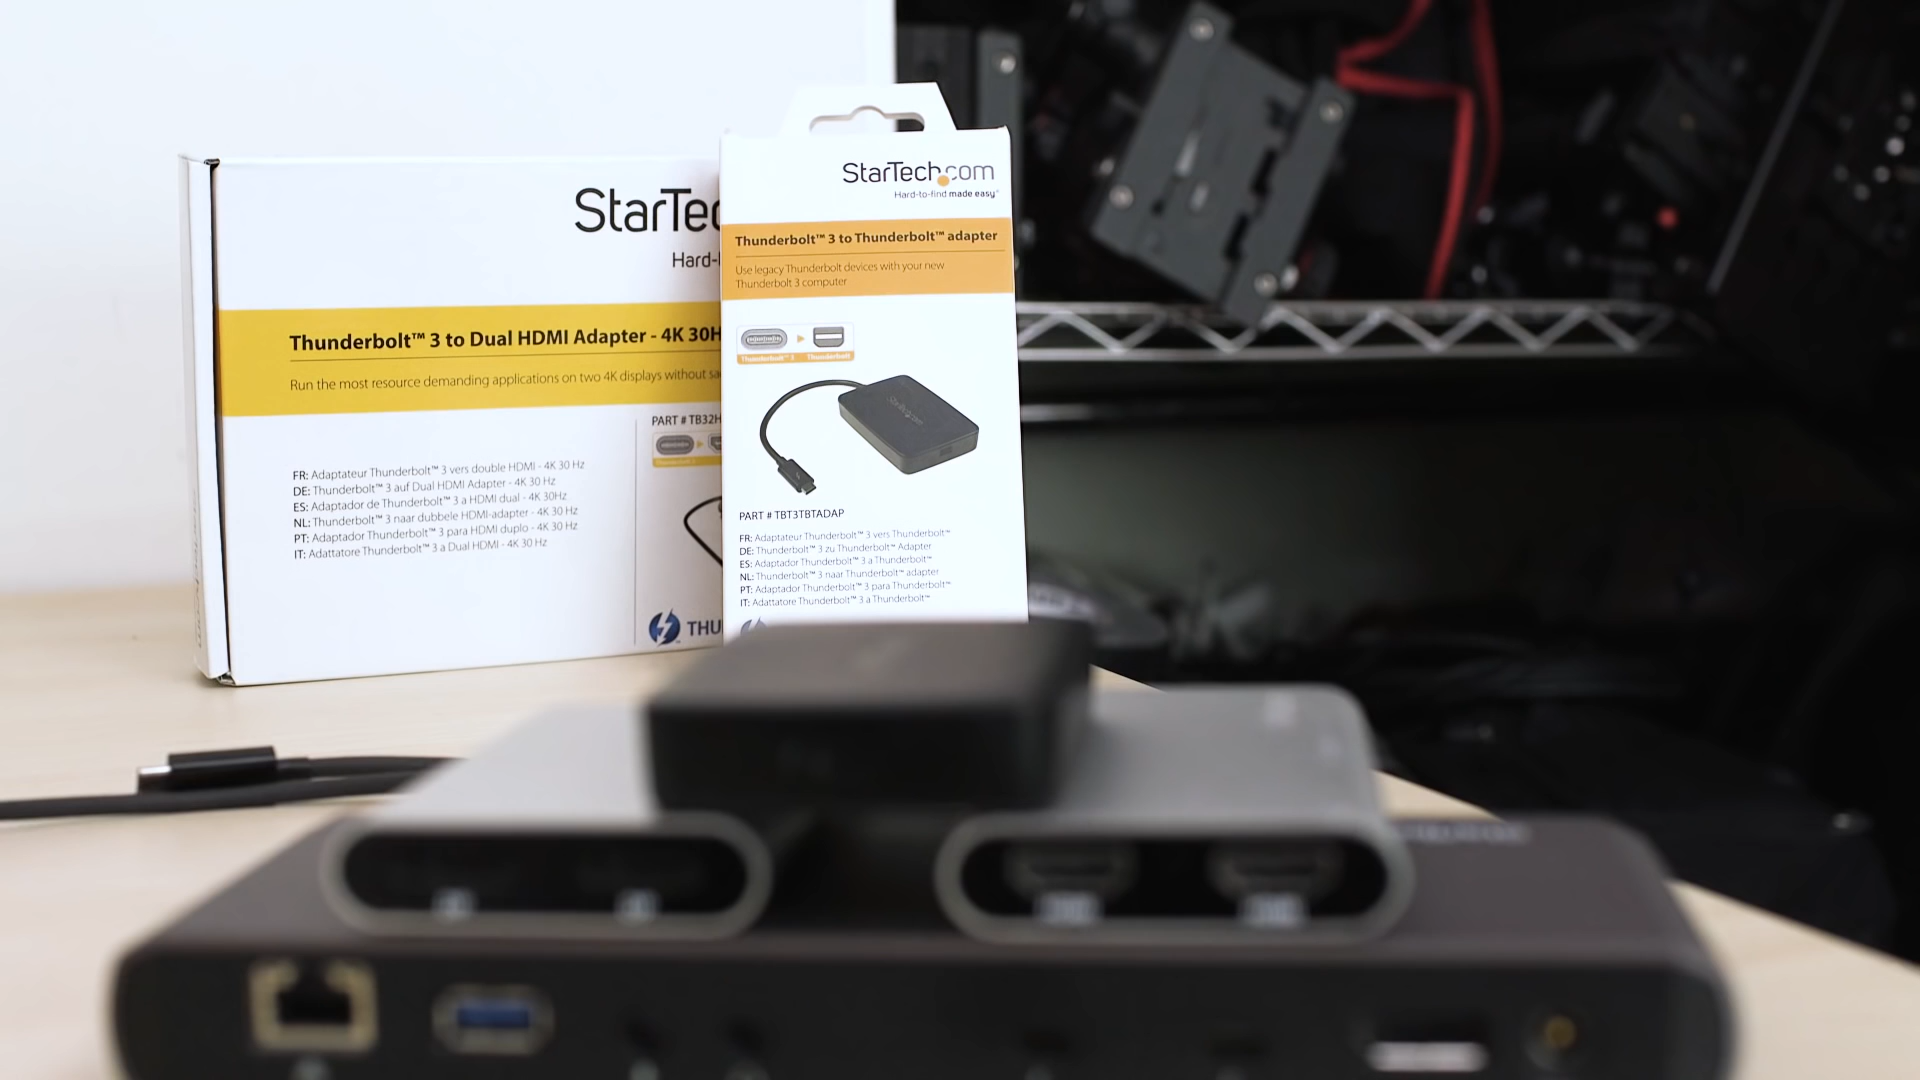 StarTec
Hard-
Thunderbolt™ 3 to Dual HDMI Adapter - 4K 30H
Run the most resource demanding applications on two 4K displays without sa
PART # TB32H
FR: Adaptateur Thunderbolt™ 3 vers double HDMI - 4K 30 Hz
DE: Thunderbolt™ 3 auf Dual HDMI Adapter - 4K 30 Hz
ES: Adaptador de Thunderbolt™ 3 a HDMI dual - 4K 30Hz
NL: Thunderbolt™ 3 naar dubbele HDMI-adapter - 4K 30 Hz
PT: Adaptador Thunderbolt™ 3 para HDMI duplo - 4K 30 Hz
IT: Adattatore Thunderbolt™ 3 a Dual HDMI - 4K 30 Hz
THU
StarTech.com
Hard-to-find made easy™
Thunderbolt™ 3 to Thunderbolt™ adapter
Use legacy Thunderbolt devices with your new
Thunderbolt 3 computer
Thunderbolt™ 3
Thunderbolt
StarTech.com
PART # TBT3TBTADAP
FR: Adaptateur Thunderbolt™ 3 vers Thunderbolt™
DE: Thunderbolt™ 3 zu Thunderbolt™ Adapter
ES: Adaptador Thunderbolt™ 3 a Thunderbolt™
NL: Thunderbolt™ 3 naar Thunderbolt™ adapter
PT: Adaptador Thunderbolt™ 3 para Thunderbolt™
IT: Adattatore Thunderbolt™ 3 a Thunderbolt™